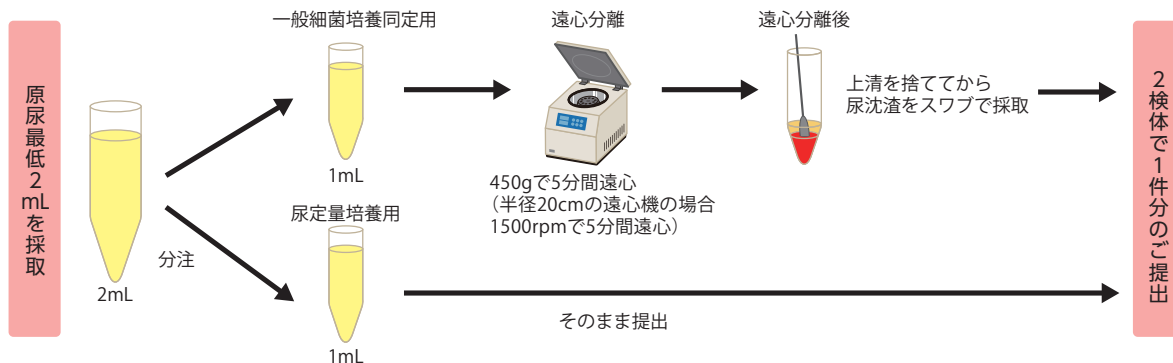 原尿最低2mLを採取
2mL
分注
一般細菌培養同定用
1mL
遠心分離
450gで5分間遠心
(半径20cmの遠心機の場合
1500rpmで5分間遠心)
遠心分離後
上清を捨ててから
尿沈渣をスワブで採取
尿定量培養用
1mL
そのまま提出
2検体で1件分のご提出